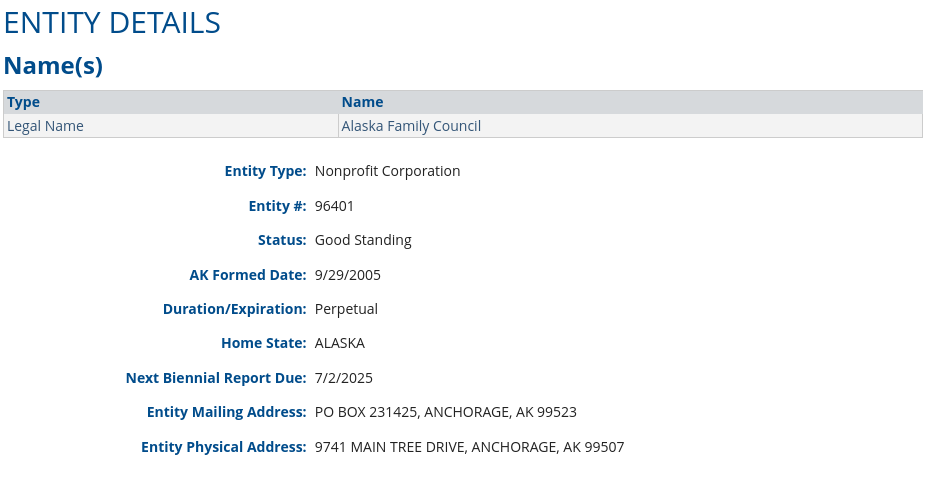 ENTITY DETAILS
Name(s)
Type Name
Legal Name Alaska Family Council
Entity Type: Nonprofit Corporation
Entity #: 96401
Status: Good Standing
AK Formed Date: 9/29/2005
Duration/Expiration: Perpetual
Home State: ALASKA
Next Biennial Report Due: 7/2/2025
Entity Mailing Address: PO BOX 231425, ANCHORAGE, AK 99523
Entity Physical Address: 9741 MAIN TREE DRIVE, ANCHORAGE, AK 99507